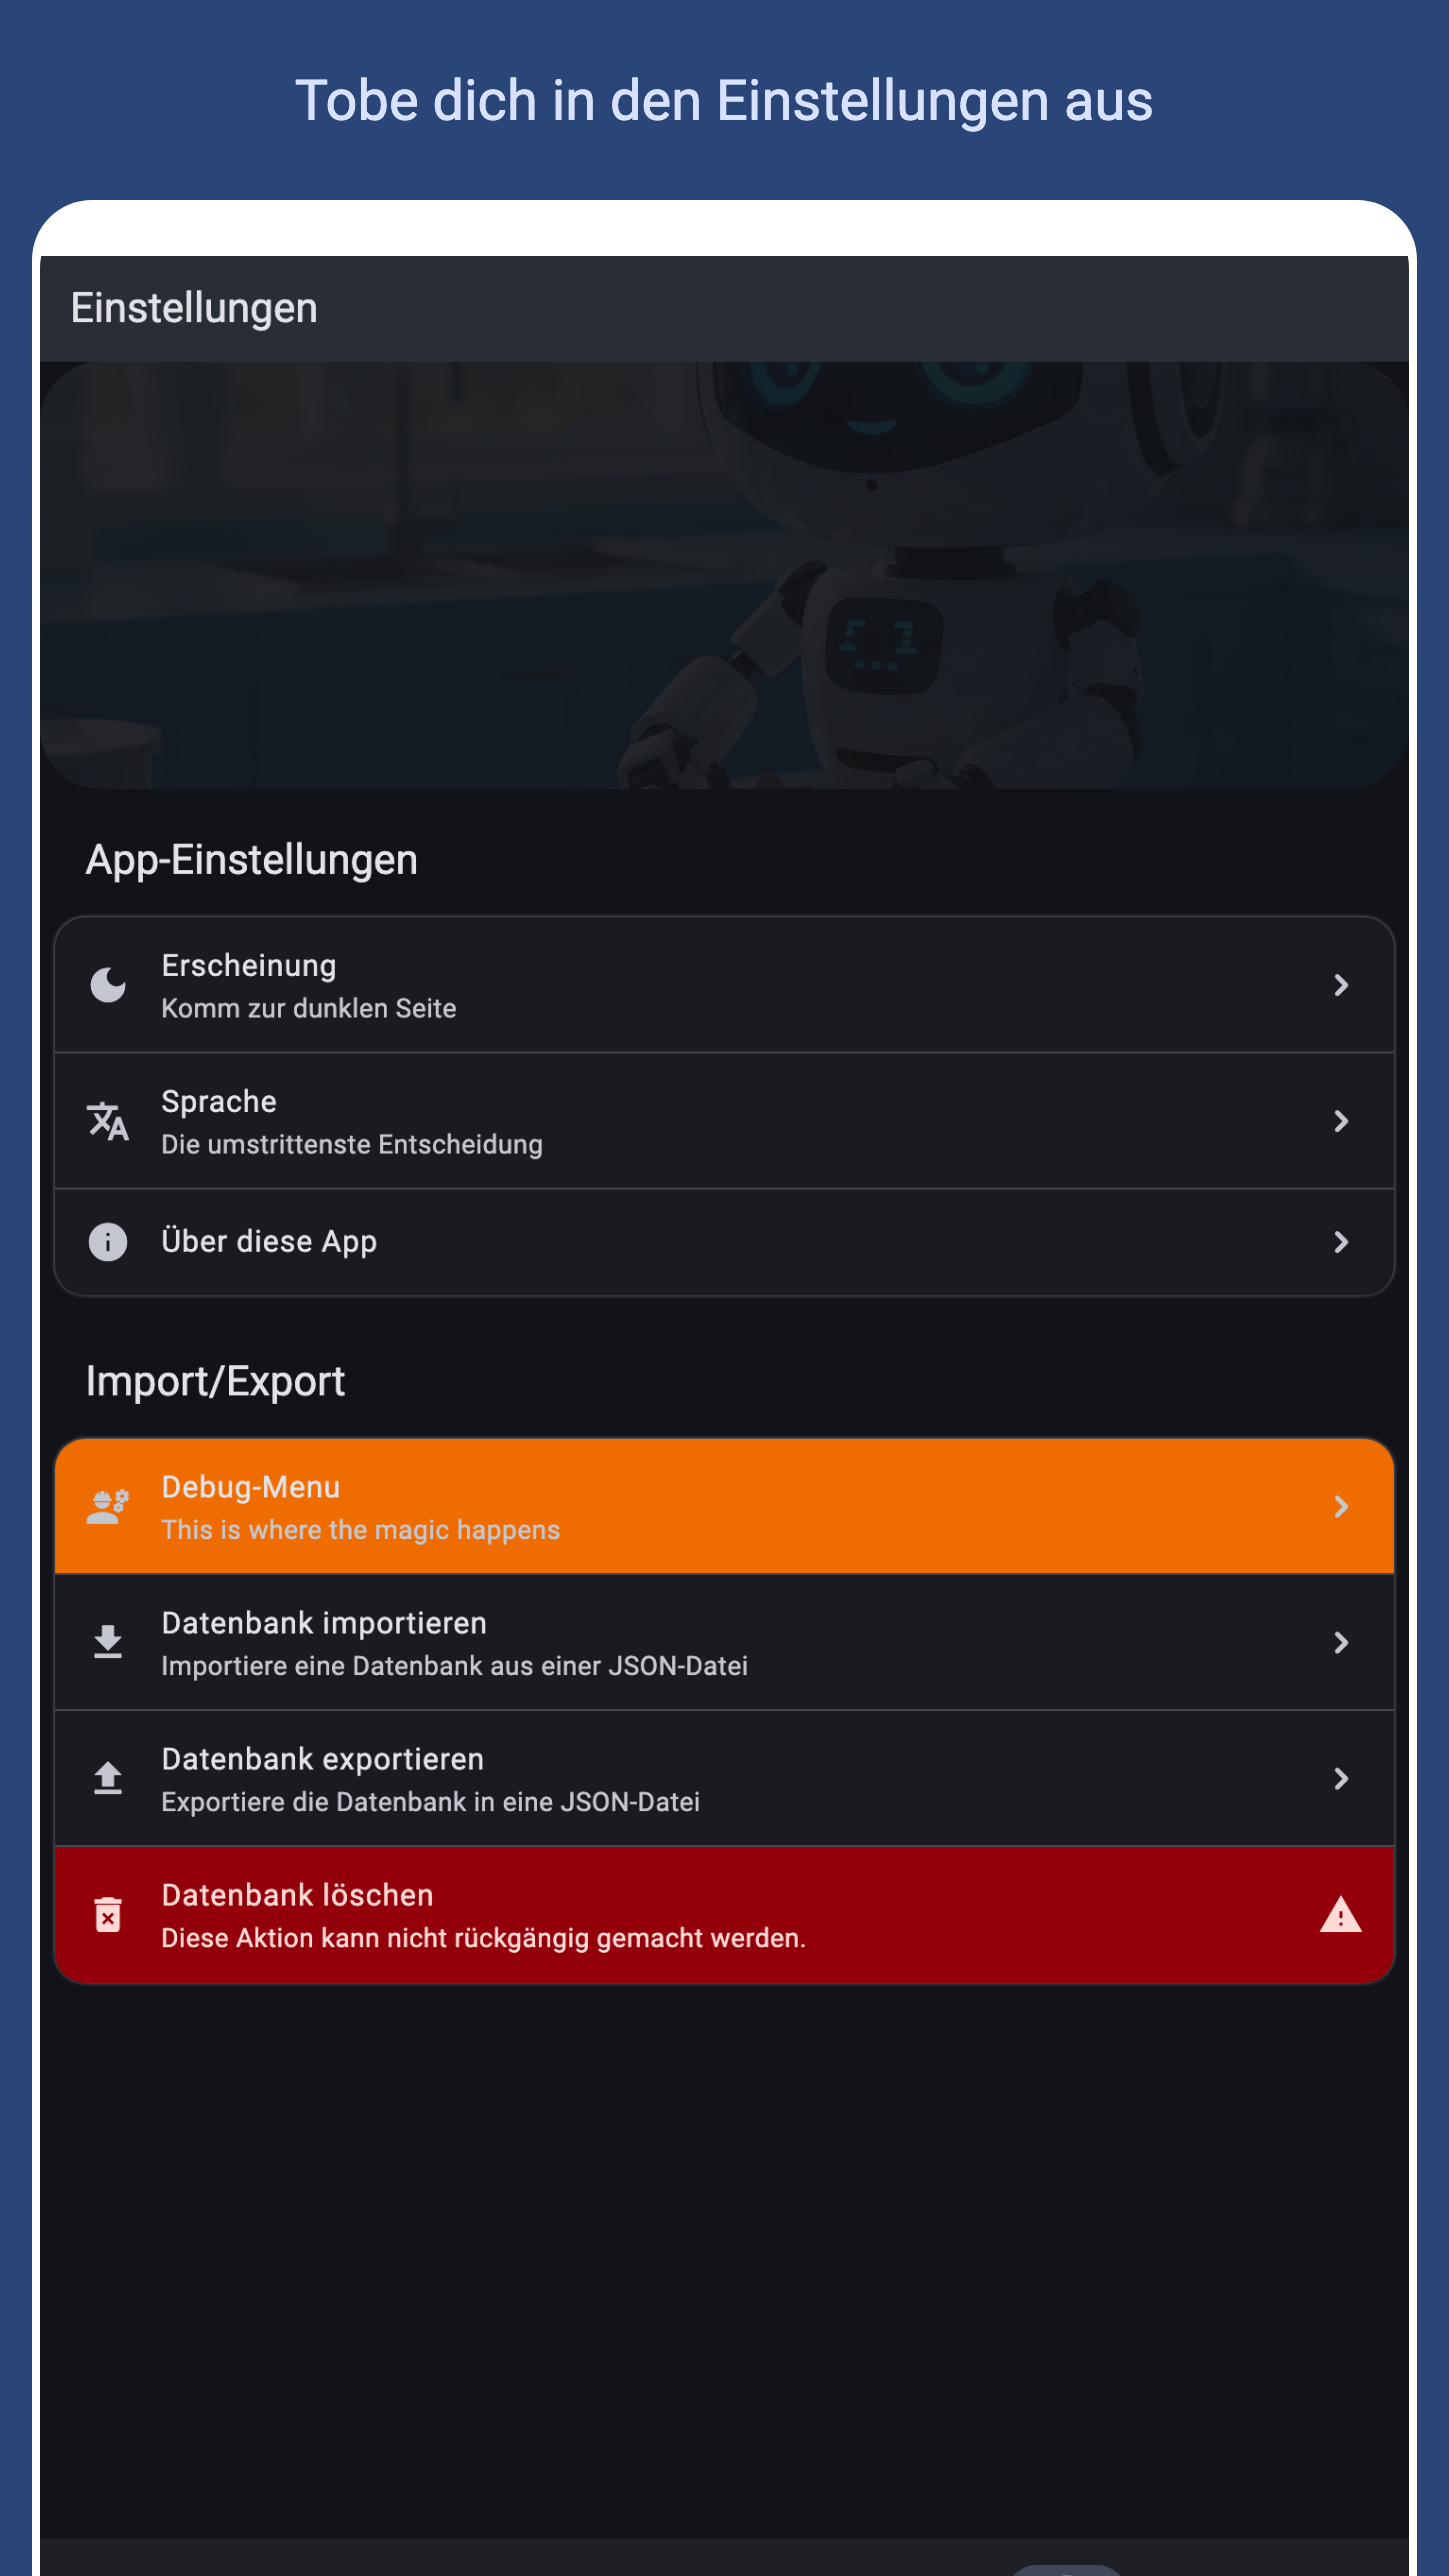 Tobe dich in den Einstellungen aus
Einstellungen
App-Einstellungen
Erscheinung
Komm zur dunklen Seite
Sprache
Die umstrittenste Entscheidung
Über diese App
Import/Export
Debug-Menu
This is where the magic happens
Datenbank importieren
Importiere eine Datenbank aus einer JSON-Datei
Datenbank exportieren
Exportiere die Datenbank in eine JSON-Datei
Datenbank löschen
Diese Aktion kann nicht rückgängig gemacht werden.